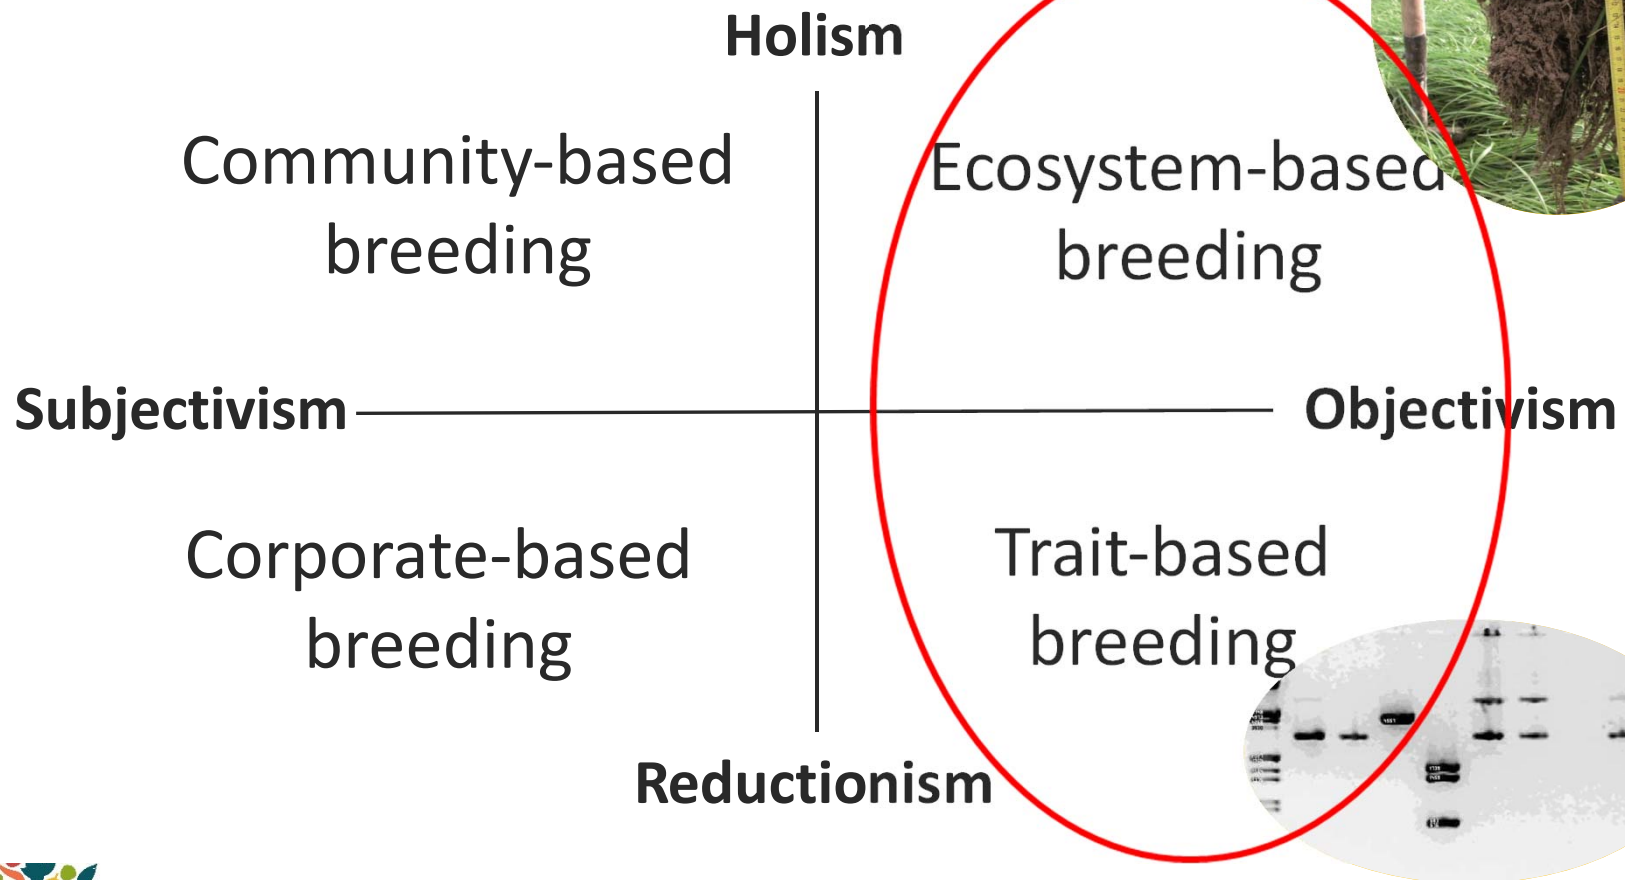 Holism
Community-based
breeding
Ecosystem-based
breeding
Subjectivism
Objectivism
Corporate-based
breeding
Trait-based
breeding
Reductionism